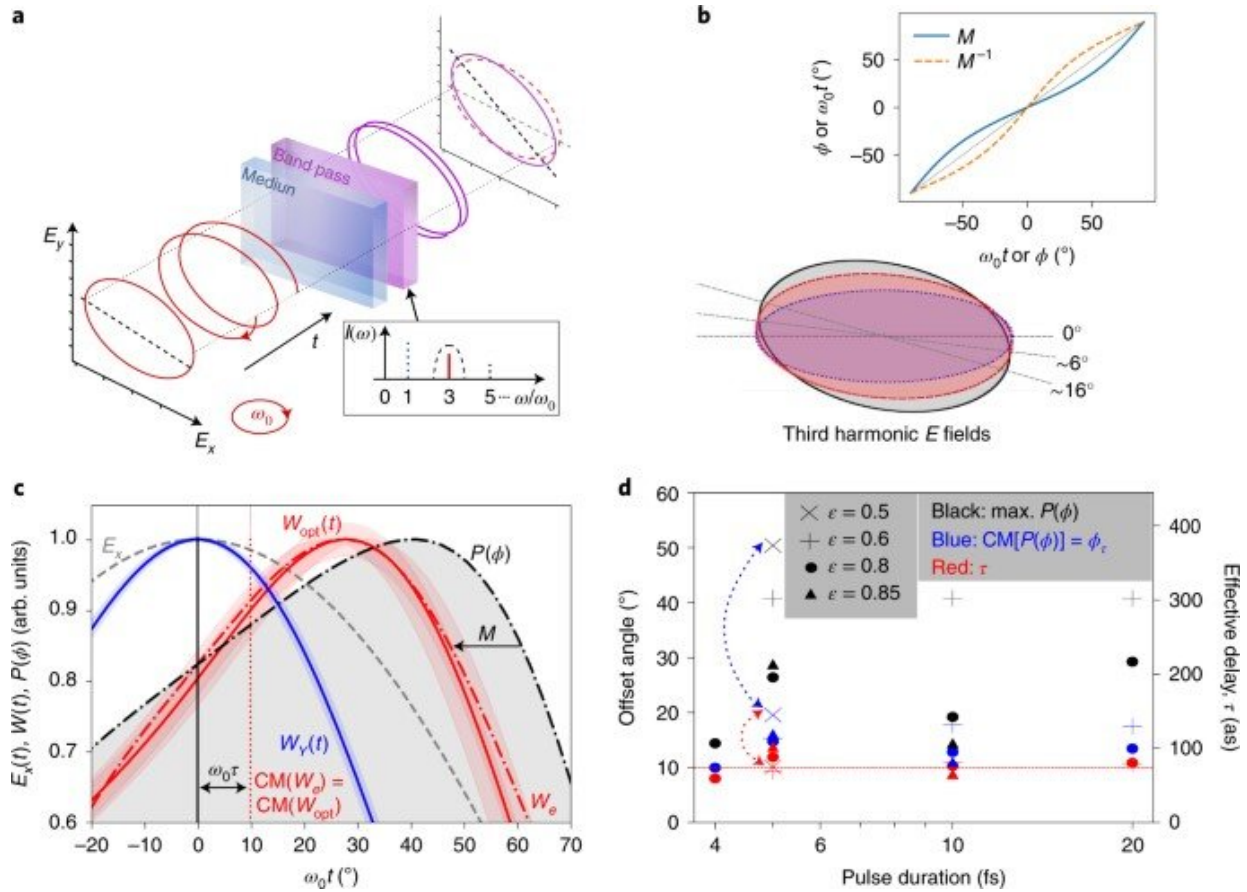 a
Band pass
Mediun
E_y
E_x
t
ω₀
I(ω)
0 1 3 5 ··· ω/ω₀
b
M
M⁻¹
ϕ or ω₀t (°)
50
0
−50
−50 0 50
ω₀t or ϕ (°)
0°
~6°
~16°
Third harmonic E fields
c
E_x(t), W(t), P(ϕ) (arb. units)
1.0
0.9
0.8
0.7
0.6
E_x
W_opt(t)
P(ϕ)
M
W_Y(t)
ω₀τ
CM(W_e) =
CM(W_opt)
W_e
−20 −10 0 10 20 30 40 50 60 70
ω₀t (°)
d
Offset angle (°)
60
50
40
30
20
10
0
ε = 0.5
ε = 0.6
ε = 0.8
ε = 0.85
Black: max. P(ϕ)
Blue: CM[P(ϕ)] = ϕ_τ
Red: τ
400
300
200
100
0
Effective delay, τ (as)
4 6 10 20
Pulse duration (fs)